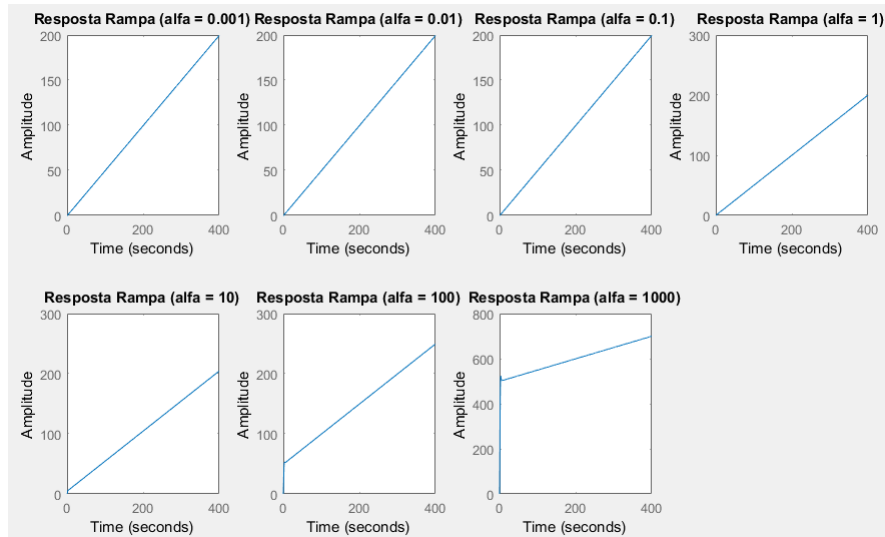 Resposta Rampa (alfa = 0.001)
200
150
100
50
0
Amplitude
0 200 400
Time (seconds)
Resposta Rampa (alfa = 0.01)
200
150
100
50
0
Amplitude
0 200 400
Time (seconds)
Resposta Rampa (alfa = 0.1)
200
150
100
50
0
Amplitude
0 200 400
Time (seconds)
Resposta Rampa (alfa = 1)
300
200
100
0
Amplitude
0 200 400
Time (seconds)
Resposta Rampa (alfa = 10)
300
200
100
0
Amplitude
0 200 400
Time (seconds)
Resposta Rampa (alfa = 100)
300
200
100
0
Amplitude
0 200 400
Time (seconds)
Resposta Rampa (alfa = 1000)
800
600
400
200
0
Amplitude
0 200 400
Time (seconds)